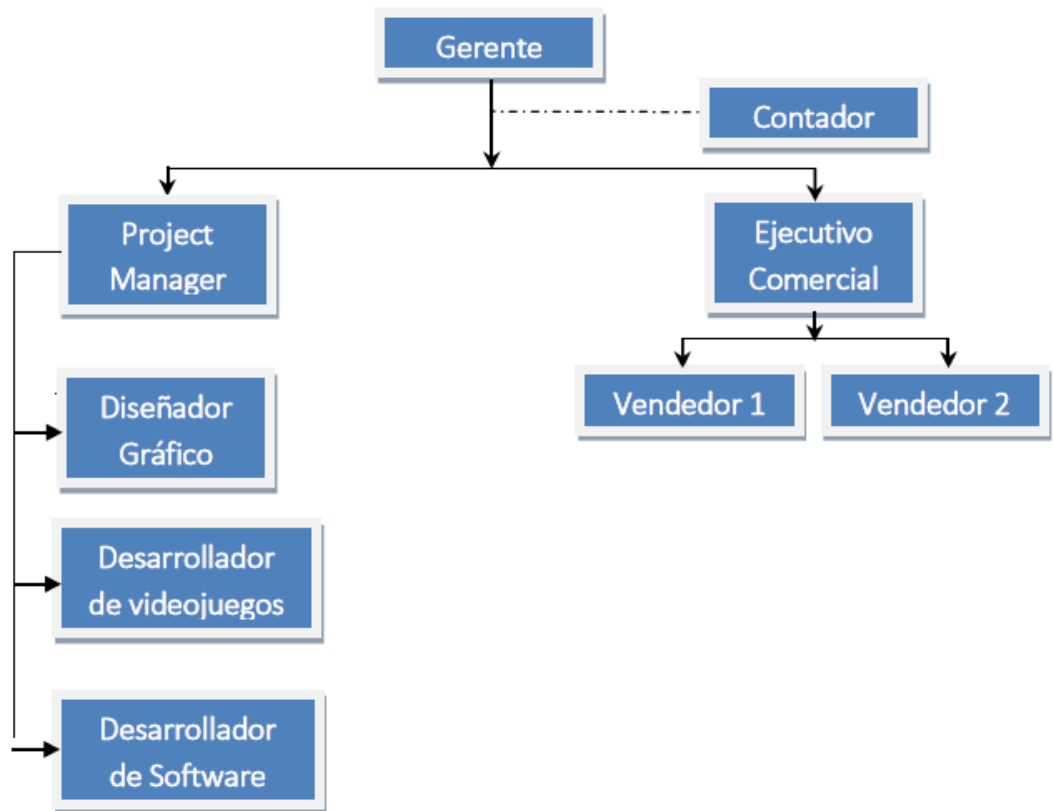 Gerente
Contador
Project
Manager
Ejecutivo
Comercial
Vendedor 1
Vendedor 2
Diseñador
Gráfico
Desarrollador
de videojuegos
Desarrollador
de Software